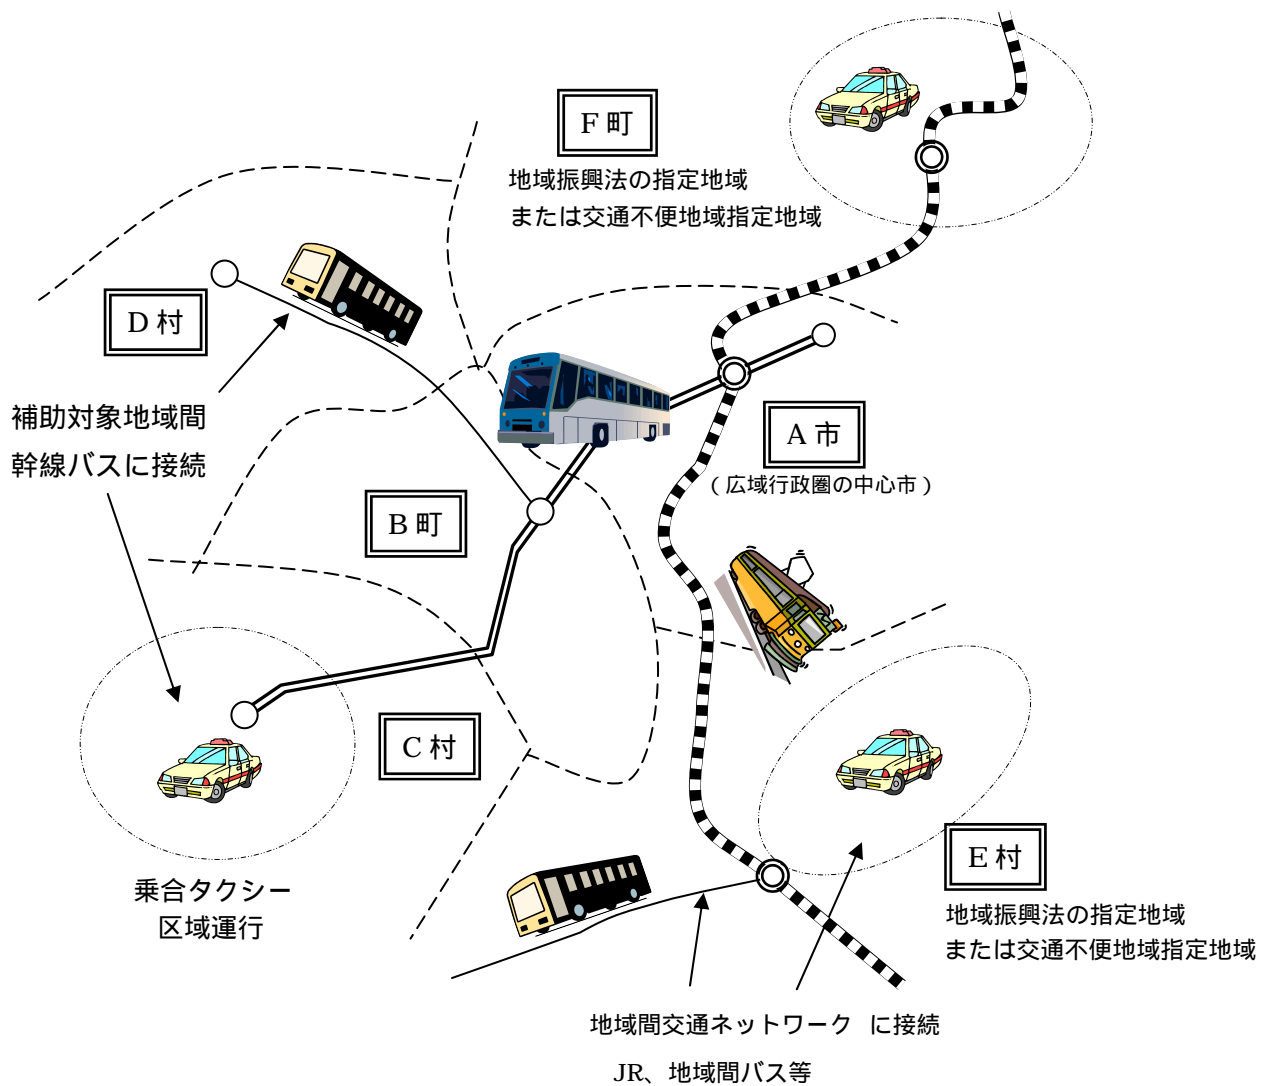 F 町
地域振興法の指定地域
または交通不便地域指定地域
D 村
補助対象地域間
幹線バスに接続
A 市
(広域行政圏の中心市)
B 町
C 村
E 村
地域振興法の指定地域
または交通不便地域指定地域
乗合タクシー
区域運行
地域間交通ネットワーク に接続
JR、地域間バス等